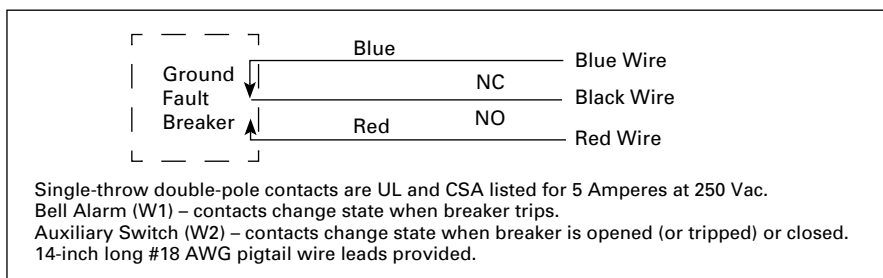 Blue
Blue Wire
Ground
Fault
Breaker
NC
Black Wire
NO
Red
Red Wire
Single-throw double-pole contacts are UL and CSA listed for 5 Amperes at 250 Vac.
Bell Alarm (W1) – contacts change state when breaker trips.
Auxiliary Switch (W2) – contacts change state when breaker is opened (or tripped) or closed.
14-inch long #18 AWG pigtail wire leads provided.